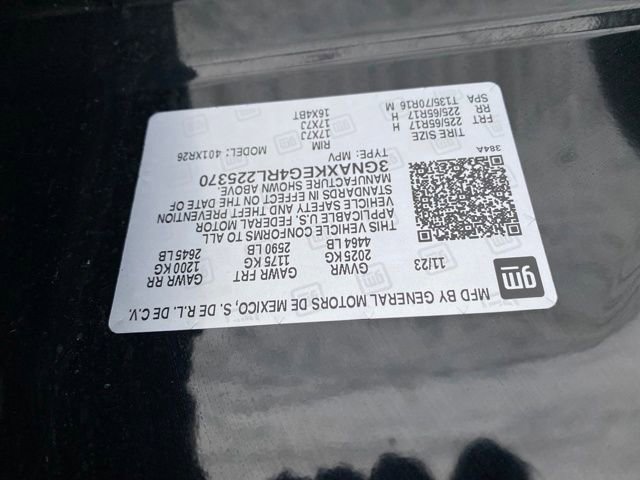 gm
MFD BY GENERAL MOTORS DE MEXICO, S. DE R.L. DE C.V.
11/23 GVWR GAWR FRT GAWR RR
2025 KG 1175 KG 1200 KG
4464 LB 2590 LB 2645 LB
THIS VEHICLE CONFORMS TO ALL
APPLICABLE U.S. FEDERAL MOTOR
VEHICLE SAFETY AND THEFT PREVENTION
STANDARDS IN EFFECT ON THE DATE OF
MANUFACTURE SHOWN ABOVE.
3GNAXKEG4RL225370
TYPE: MPV MODEL: 401XR26
384A
TIRE SIZE RIM
FRT 225/65R17 H 17X7J
RR 225/65R17 H 17X7J
SPA T135/70R16 M 16X4BT